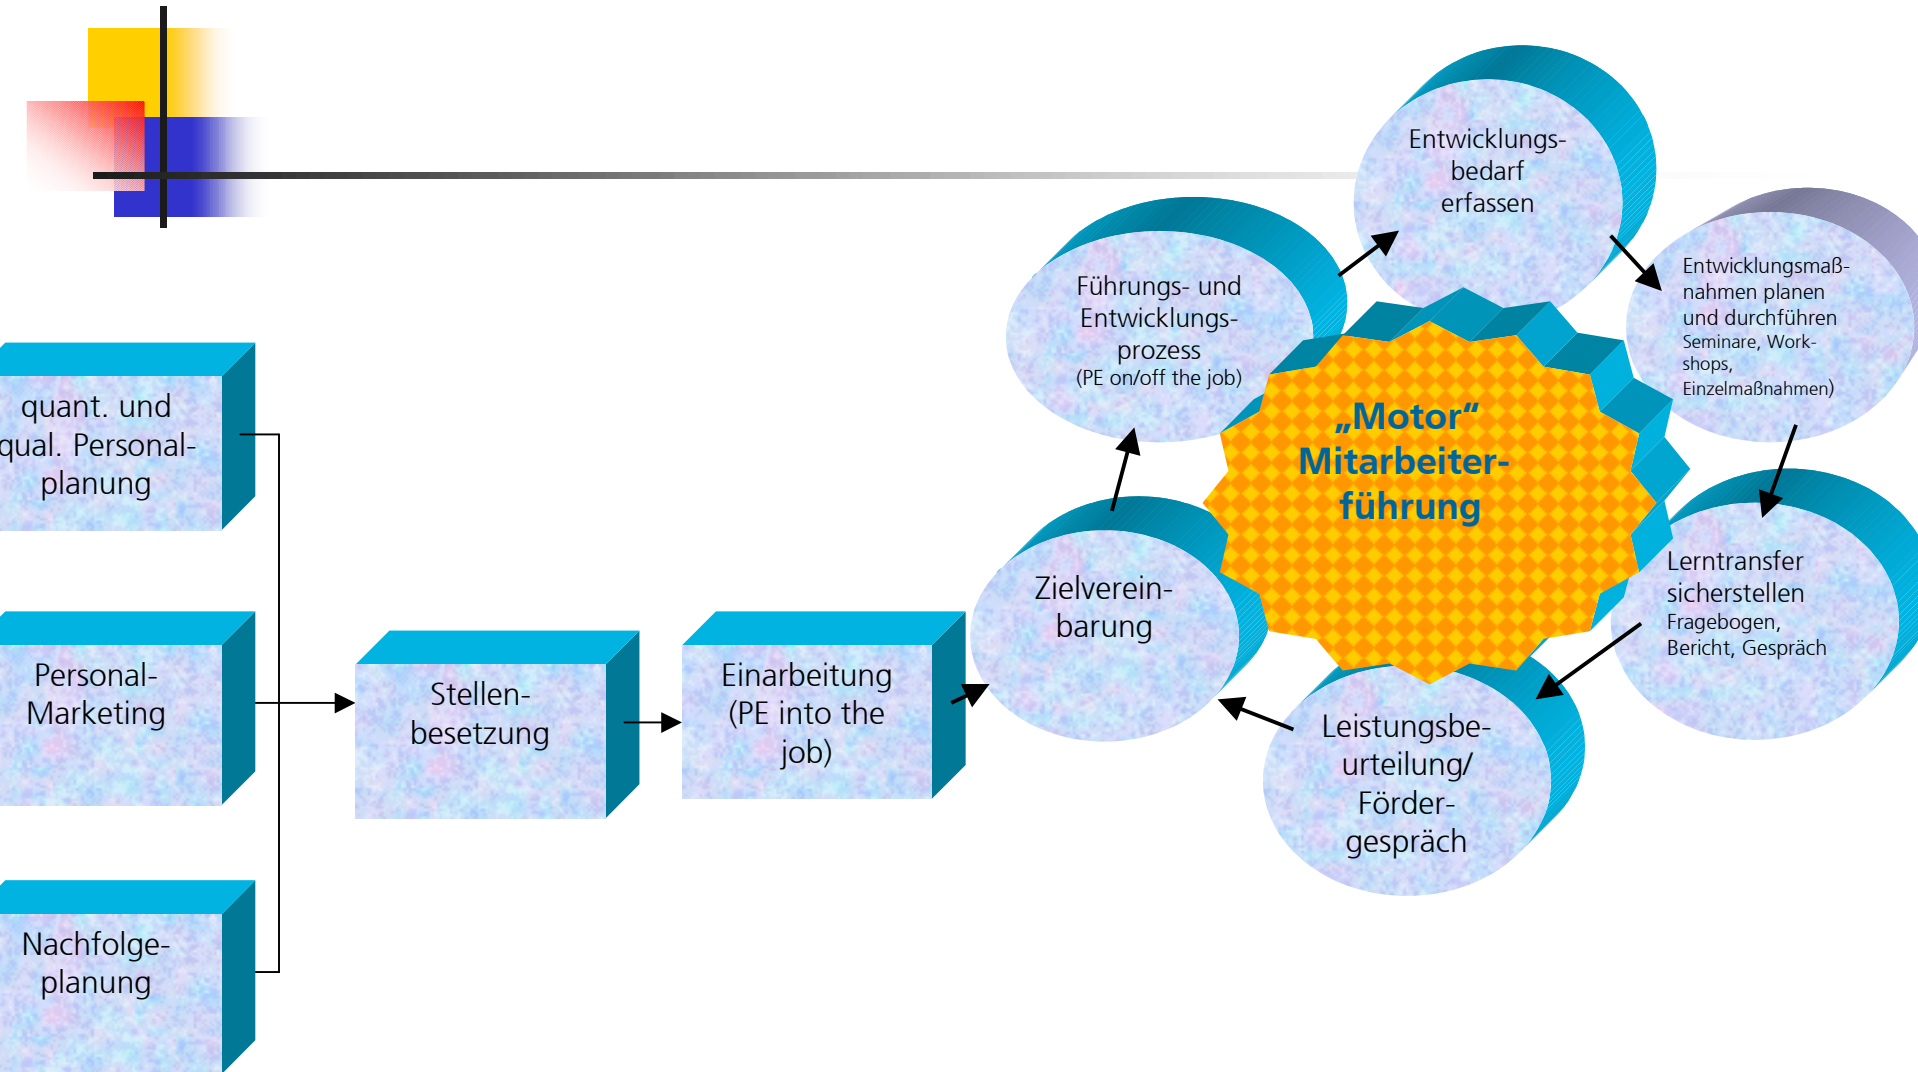 quant. und
qual. Personal-
planung
Personal-
Marketing
Nachfolge-
planung
Stellen-
besetzung
Einarbeitung
(PE into the
job)
Zielverein-
barung
Führungs- und
Entwicklungs-
prozess
(PE on/off the job)
Entwicklungs-
bedarf
erfassen
Entwicklungsmaß-
nahmen planen
und durchführen
Seminare, Work-
shops,
Einzelmaßnahmen)
Lerntransfer
sicherstellen
Fragebogen,
Bericht, Gespräch
Leistungsbe-
urteilung/
Förder-
gespräch
„Motor“
Mitarbeiter-
führung